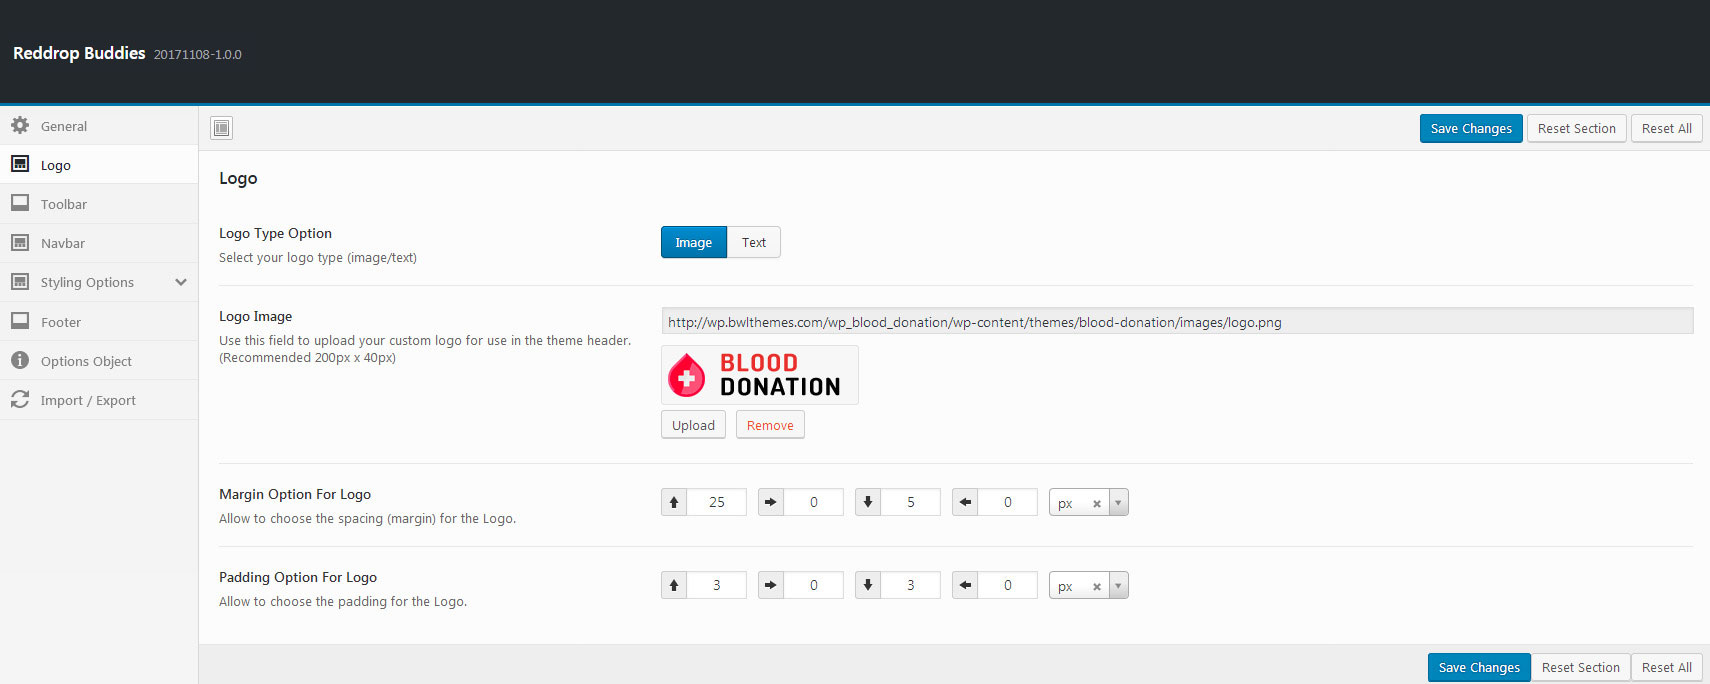 Reddrop Buddies 20171108-1.0.0
General
Logo
Toolbar
Navbar
Styling Options
Footer
Options Object
Import / Export
Save Changes Reset Section Reset All
Logo
Logo Type Option
Select your logo type (image/text)
Image Text
Logo Image
Use this field to upload your custom logo for use in the theme header.
(Recommended 200px x 40px)
http://wp.bwlthemes.com/wp_blood_donation/wp-content/themes/blood-donation/images/logo.png
BLOOD
DONATION
Upload Remove
Margin Option For Logo
Allow to choose the spacing (margin) for the Logo.
25 0 5 0 px
Padding Option For Logo
Allow to choose the padding for the Logo.
3 0 3 0 px
Save Changes Reset Section Reset All